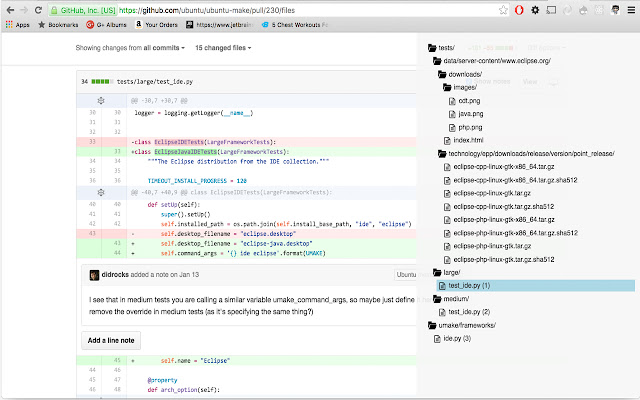 GitHub, Inc. [US] https://github.com/ubuntu/ubuntu-make/pull/230/files
Apps Bookmarks G+ Albums Your Orders https://www.jetbrain 5 Chest Workouts F
Showing changes from all commits 15 changed files
34 tests/large/test_ide.py
@@ -30,7 +30,7 @@
30 30 logger = logging.getLogger(__name__)
31 31
32 32
33 -class EclipseIDETests(LargeFrameworkTests):
33 +class EclipseJavaIDETests(LargeFrameworkTests):
34 34 """The Eclipse distribution from the IDE collection."""
35 35
36 36 TIMEOUT_INSTALL_PROGRESS = 120
@@ -40,7 +40,9 @@ class EclipseIDETests(LargeFrameworkTests):
40 40 def setUp(self):
41 41 super().setUp()
42 42 self.installed_path = os.path.join(self.install_base_path, "ide", "eclipse")
43 - self.desktop_filename = "eclipse.desktop"
43 + self.desktop_filename = "eclipse-java.desktop"
44 + self.command_args = '{} ide eclipse'.format(UMAKE)
didrocks added a note on Jan 13
Ubuntu
I see that in medium tests you are calling a similar variable umake_command_args, so maybe just define
remove the override in medium tests (as it's specifying the same thing?)
Add a line note
45 + self.name = "Eclipse"
44 46
45 47 @property
46 48 def arch_option(self):
tests/
data/server-content/www.eclipse.org/
downloads/
images/
cdt.png
java.png
php.png
index.html
technology/epp/downloads/release/version/point_release/
eclipse-cpp-linux-gtk-x86_64.tar.gz
eclipse-cpp-linux-gtk-x86_64.tar.gz.sha512
eclipse-cpp-linux-gtk.tar.gz
eclipse-cpp-linux-gtk.tar.gz.sha512
eclipse-php-linux-gtk-x86_64.tar.gz
eclipse-php-linux-gtk-x86_64.tar.gz.sha512
eclipse-php-linux-gtk.tar.gz
eclipse-php-linux-gtk.tar.gz.sha512
large/
test_ide.py (1)
medium/
test_ide.py (2)
umake/frameworks/
ide.py (3)